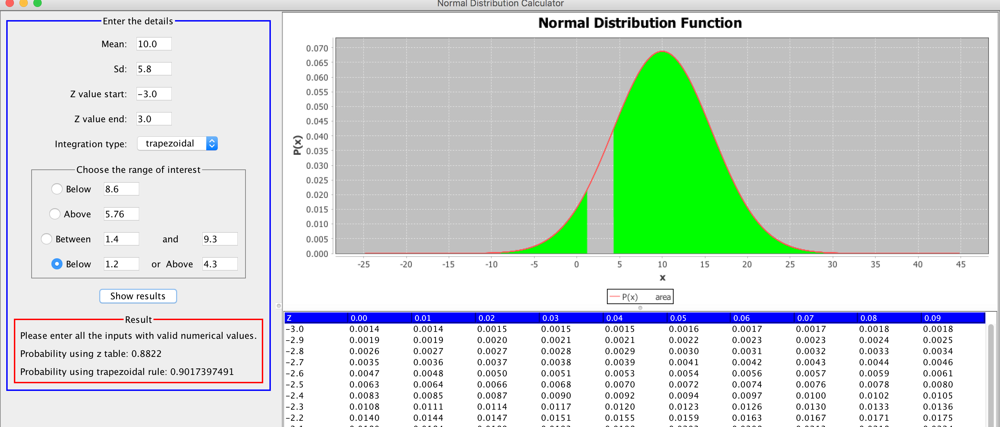 Normal Distribution Calculator
Enter the details
Mean: 10.0
Sd: 5.8
Z value start: -3.0
Z value end: 3.0
Integration type: trapezoidal
Choose the range of interest
Below 8.6
Above 5.76
Between 1.4 and 9.3
Below 1.2 or Above 4.3
Show results
Result
Please enter all the inputs with valid numerical values.
Probability using z table: 0.8822
Probability using trapezoidal rule: 0.9017397491
Normal Distribution Function
P(x)
0.070
0.065
0.060
0.055
0.050
0.045
0.040
0.035
0.030
0.025
0.020
0.015
0.010
0.005
0.000
-25 -20 -15 -10 -5 0 5 10 15 20 25 30 35 40 45
x
P(x) area
Z 0.00 0.01 0.02 0.03 0.04 0.05 0.06 0.07 0.08 0.09
-3.0 0.0014 0.0014 0.0015 0.0015 0.0015 0.0016 0.0017 0.0017 0.0018 0.0018
-2.9 0.0019 0.0019 0.0020 0.0021 0.0021 0.0022 0.0023 0.0023 0.0024 0.0025
-2.8 0.0026 0.0027 0.0027 0.0028 0.0029 0.0030 0.0031 0.0032 0.0033 0.0034
-2.7 0.0035 0.0036 0.0037 0.0038 0.0039 0.0041 0.0042 0.0043 0.0044 0.0046
-2.6 0.0047 0.0048 0.0050 0.0051 0.0053 0.0054 0.0056 0.0057 0.0059 0.0061
-2.5 0.0063 0.0064 0.0066 0.0068 0.0070 0.0072 0.0074 0.0076 0.0078 0.0080
-2.4 0.0083 0.0085 0.0087 0.0090 0.0092 0.0094 0.0097 0.0100 0.0102 0.0105
-2.3 0.0108 0.0111 0.0114 0.0117 0.0120 0.0123 0.0126 0.0130 0.0133 0.0136
-2.2 0.0140 0.0144 0.0147 0.0151 0.0155 0.0159 0.0163 0.0167 0.0171 0.0175